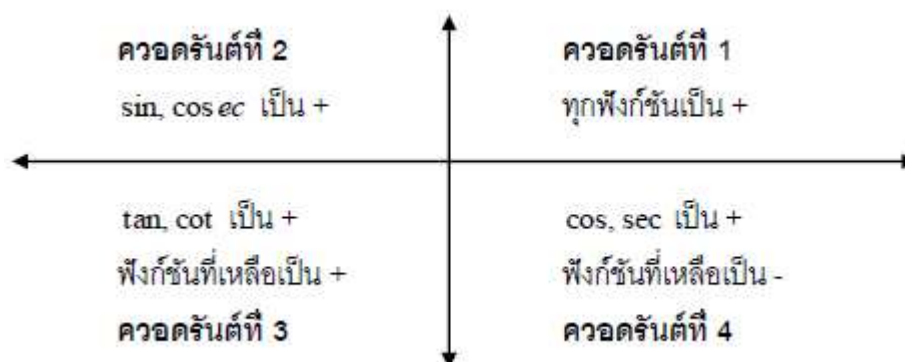 ควอดรันต์ที่ 2
sin, cosec เป็น +
ควอดรันต์ที่ 1
ทุกฟังก์ชันเป็น +
tan, cot เป็น +
ฟังก์ชันที่เหลือเป็น +
ควอดรันต์ที่ 3
cos, sec เป็น +
ฟังก์ชันที่เหลือเป็น -
ควอดรันต์ที่ 4